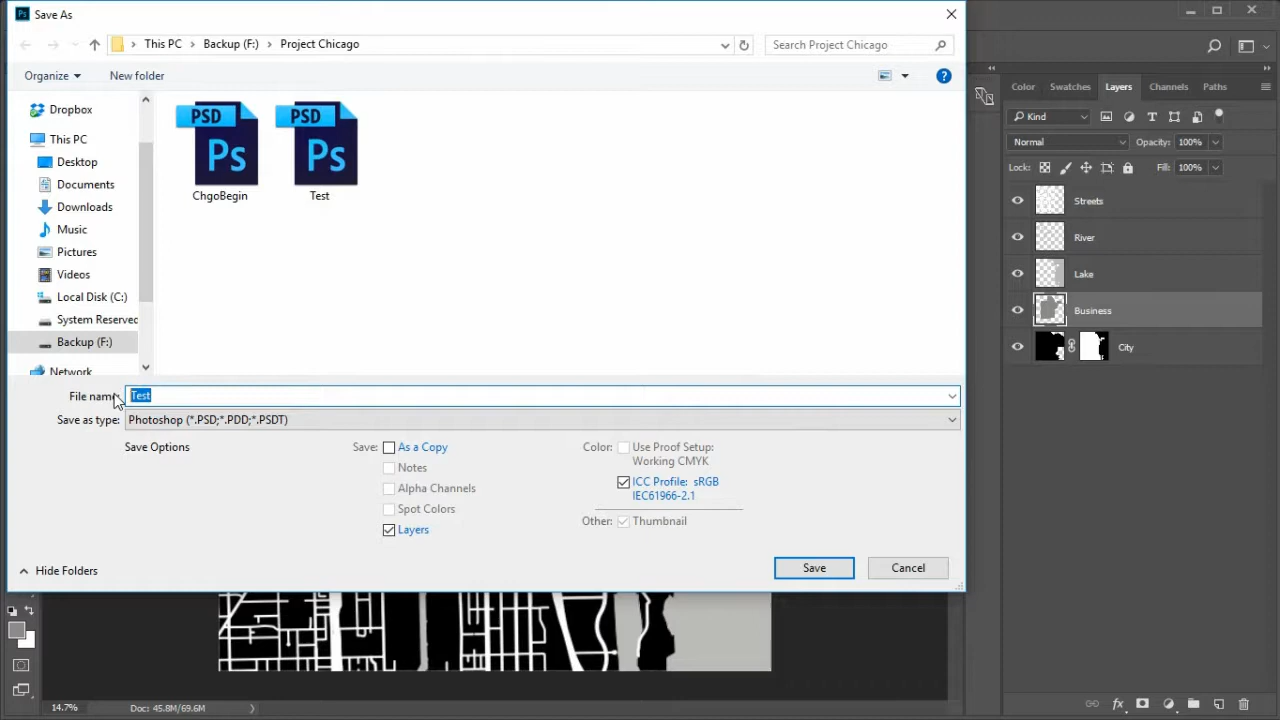 Save As
This PC > Backup (F:) > Project Chicago
Search Project Chicago
Organize
New folder
Dropbox
This PC
Desktop
Documents
Downloads
Music
Pictures
Videos
Local Disk (C:)
System Reserved
Backup (F:)
Network
PSD
Ps
ChgoBegin
PSD
Ps
Test
File name:
Test
Save as type:
Photoshop (*.PSD;*.PDD;*.PSDT)
Save Options
Save:
As a Copy
Notes
Alpha Channels
Spot Colors
Layers
Color:
Use Proof Setup:
Working CMYK
ICC Profile: sRGB
IEC61966-2.1
Other:
Thumbnail
Hide Folders
Save
Cancel
Color
Swatches
Layers
Channels
Paths
Kind
Normal
Opacity: 100%
Lock:
Fill: 100%
Streets
River
Lake
Business
City
fx
14.7%
Doc: 45.8M/69.6M